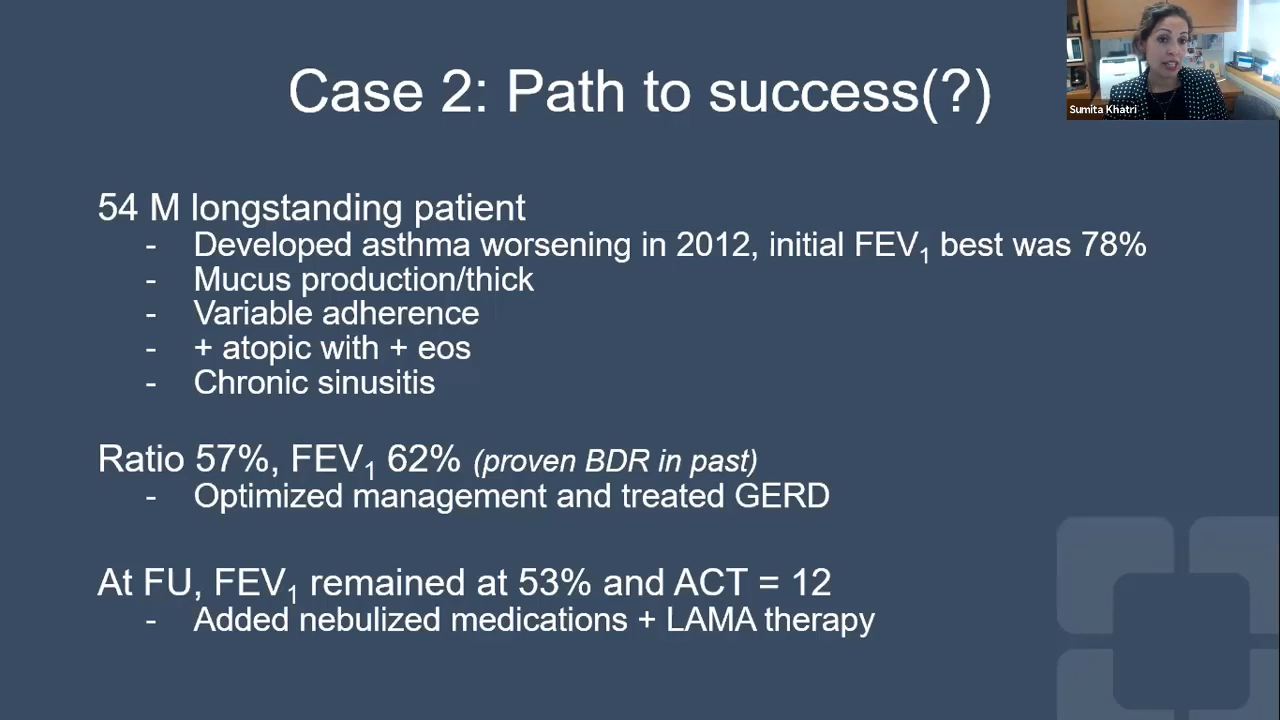 Sumita Khatri
Case 2: Path to success(?)
54 M longstanding patient
- Developed asthma worsening in 2012, initial FEV₁ best was 78%
- Mucus production/thick
- Variable adherence
- + atopic with + eos
- Chronic sinusitis
Ratio 57%, FEV₁ 62% (proven BDR in past)
- Optimized management and treated GERD
At FU, FEV₁ remained at 53% and ACT = 12
- Added nebulized medications + LAMA therapy